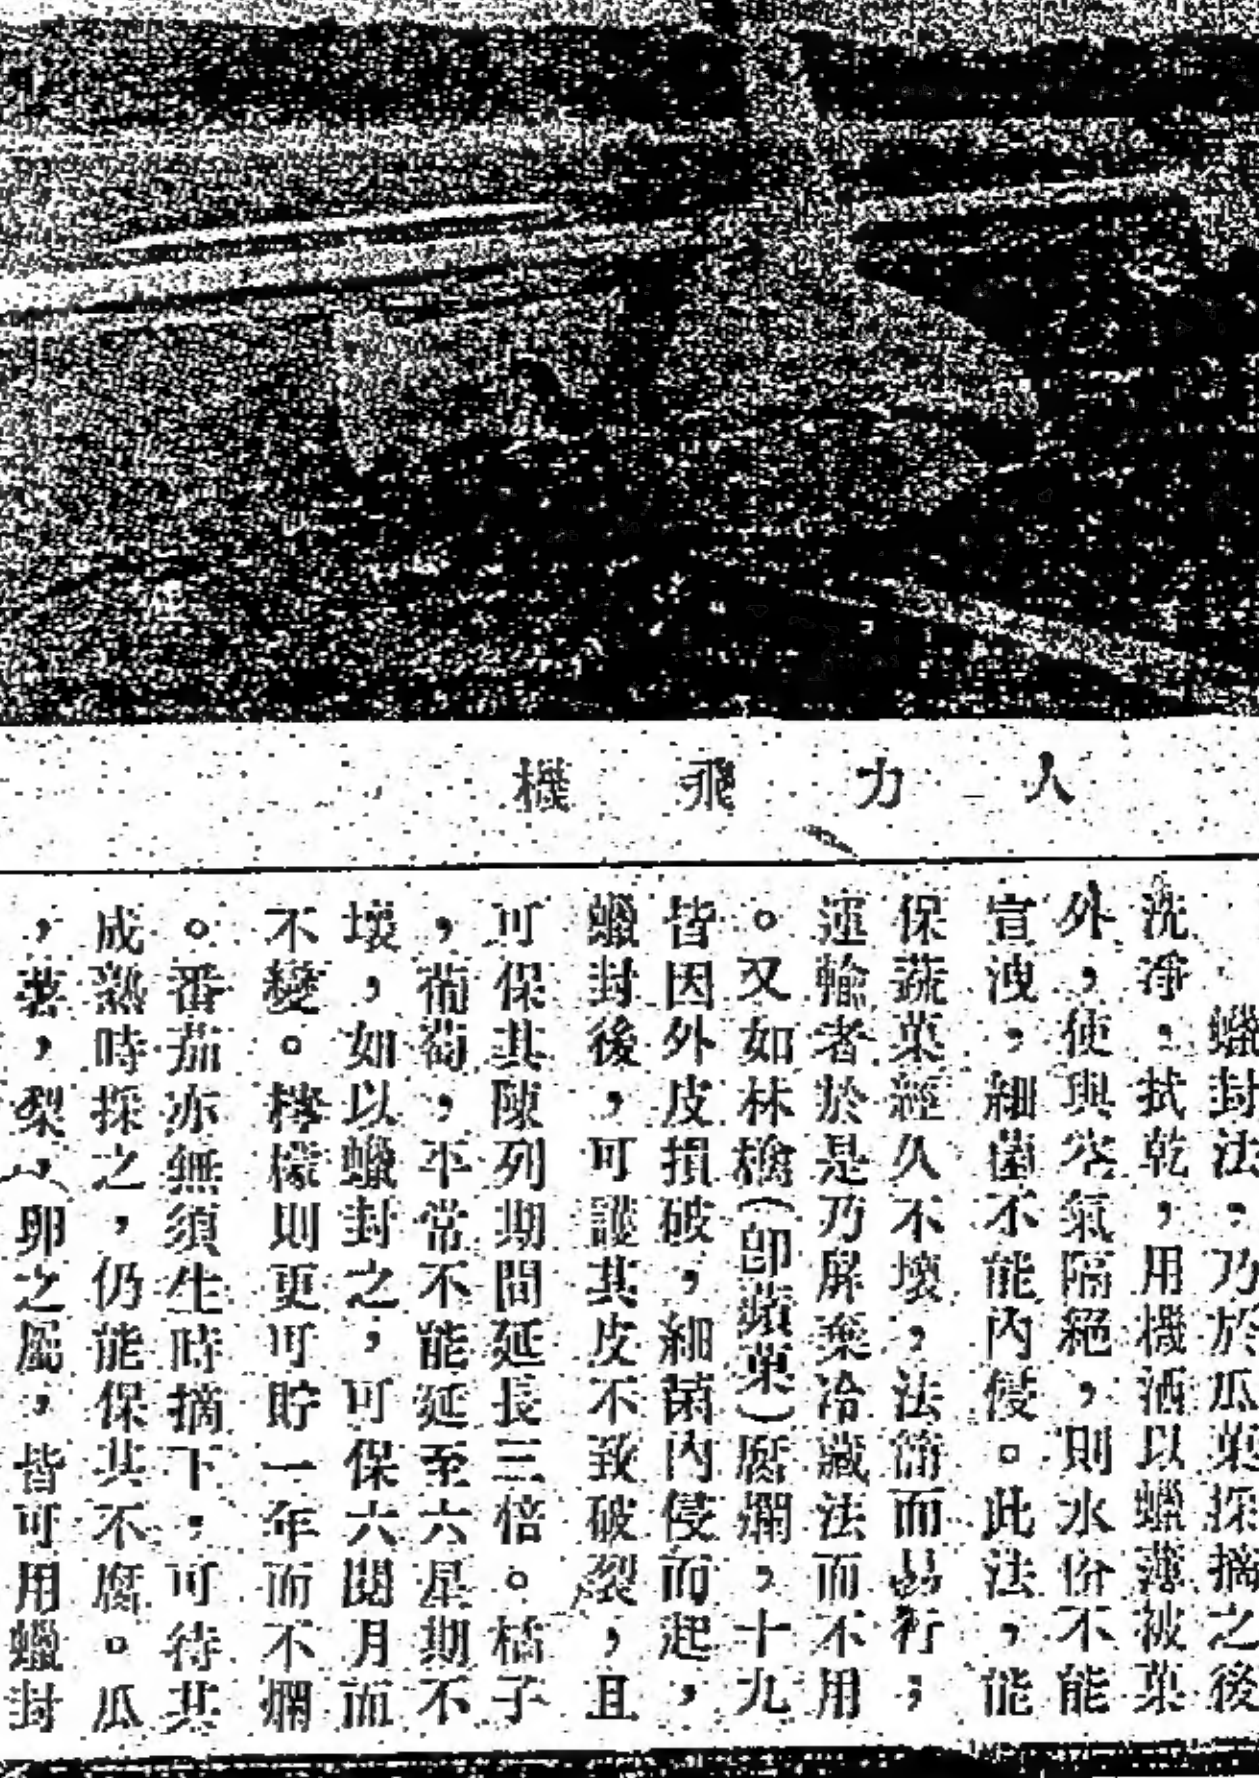 人力飛機
蠟封法，乃於瓜菓採摘之後
洗淨，拭乾，用機洒以蠟薄被菓
外，使與空氣隔絕，則水份不能
宣洩，細菌不能內侵。此法，能
保蔬菓經久不壞，法簡而易行；
運輸者於是乃屏棄冷藏法而不用
。又如林檎（卽蘋菓）腐爛，十九
皆因外皮損破，細菌內侵而起，
蠟封後，可護其皮不致破裂，且
可保其陳列期間延長三倍。橘子
，葡萄，平常不能延至六星期不
壞，如以蠟封之，可保六閱月而
不變。檸檬則更可貯一年而不爛
。番茄亦無須生時摘下，可待其
成熟時採之，仍能保其不腐。瓜
，薯，梨，（卵之屬，皆可用蠟封